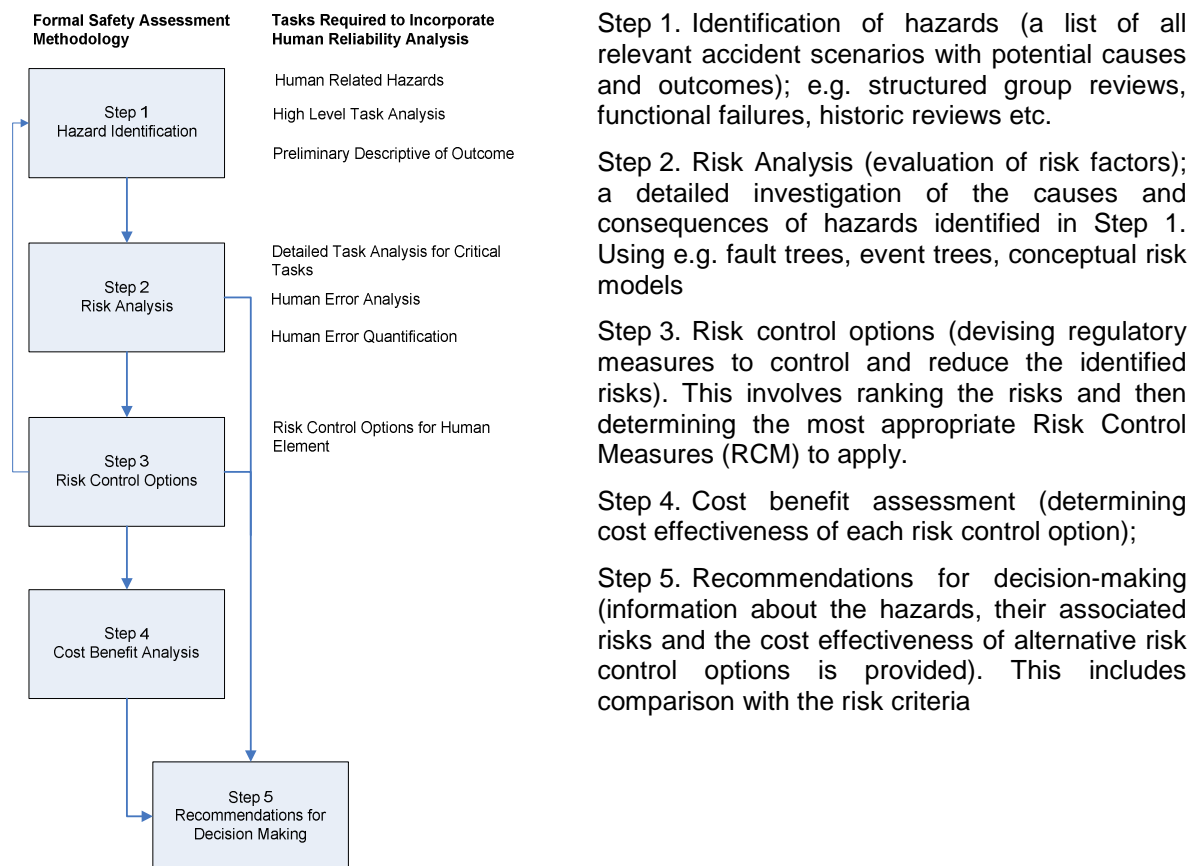 Formal Safety Assessment
Methodology
Tasks Required to Incorporate
Human Reliability Analysis
Step 1
Hazard Identification
Human Related Hazards
High Level Task Analysis
Preliminary Descriptive of Outcome
Step 2
Risk Analysis
Detailed Task Analysis for Critical
Tasks
Human Error Analysis
Human Error Quantification
Step 3
Risk Control Options
Risk Control Options for Human
Element
Step 4
Cost Benefit Analysis
Step 5
Recommendations for
Decision Making
Step 1. Identification of hazards (a list of all
relevant accident scenarios with potential causes
and outcomes); e.g. structured group reviews,
functional failures, historic reviews etc.
Step 2. Risk Analysis (evaluation of risk factors);
a detailed investigation of the causes and
consequences of hazards identified in Step 1.
Using e.g. fault trees, event trees, conceptual risk
models
Step 3. Risk control options (devising regulatory
measures to control and reduce the identified
risks). This involves ranking the risks and then
determining the most appropriate Risk Control
Measures (RCM) to apply.
Step 4. Cost benefit assessment (determining
cost effectiveness of each risk control option);
Step 5. Recommendations for decision-making
(information about the hazards, their associated
risks and the cost effectiveness of alternative risk
control options is provided). This includes
comparison with the risk criteria